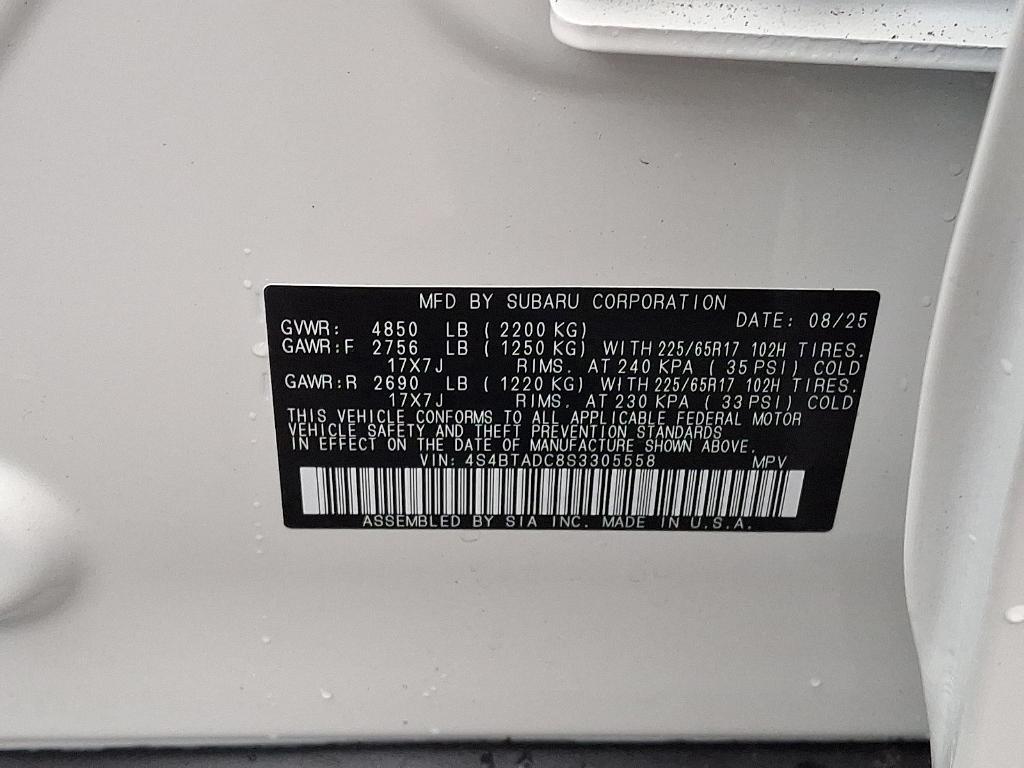 MFD BY SUBARU CORPORATION
DATE: 08/25
GVWR: 4850 LB ( 2200 KG)
GAWR:F 2756 LB ( 1250 KG) WITH 225/65R17 102H TIRES.
17X7J RIMS. AT 240 KPA ( 35 PSI) COLD
GAWR:R 2690 LB ( 1220 KG) WITH 225/65R17 102H TIRES.
17X7J RIMS. AT 230 KPA ( 33 PSI) COLD
THIS VEHICLE CONFORMS TO ALL APPLICABLE FEDERAL MOTOR
VEHICLE SAFETY AND THEFT PREVENTION STANDARDS
IN EFFECT ON THE DATE OF MANUFACTURE SHOWN ABOVE.
VIN: 4S4BTADC8S3305558 MPV
ASSEMBLED BY SIA INC. MADE IN U.S.A.